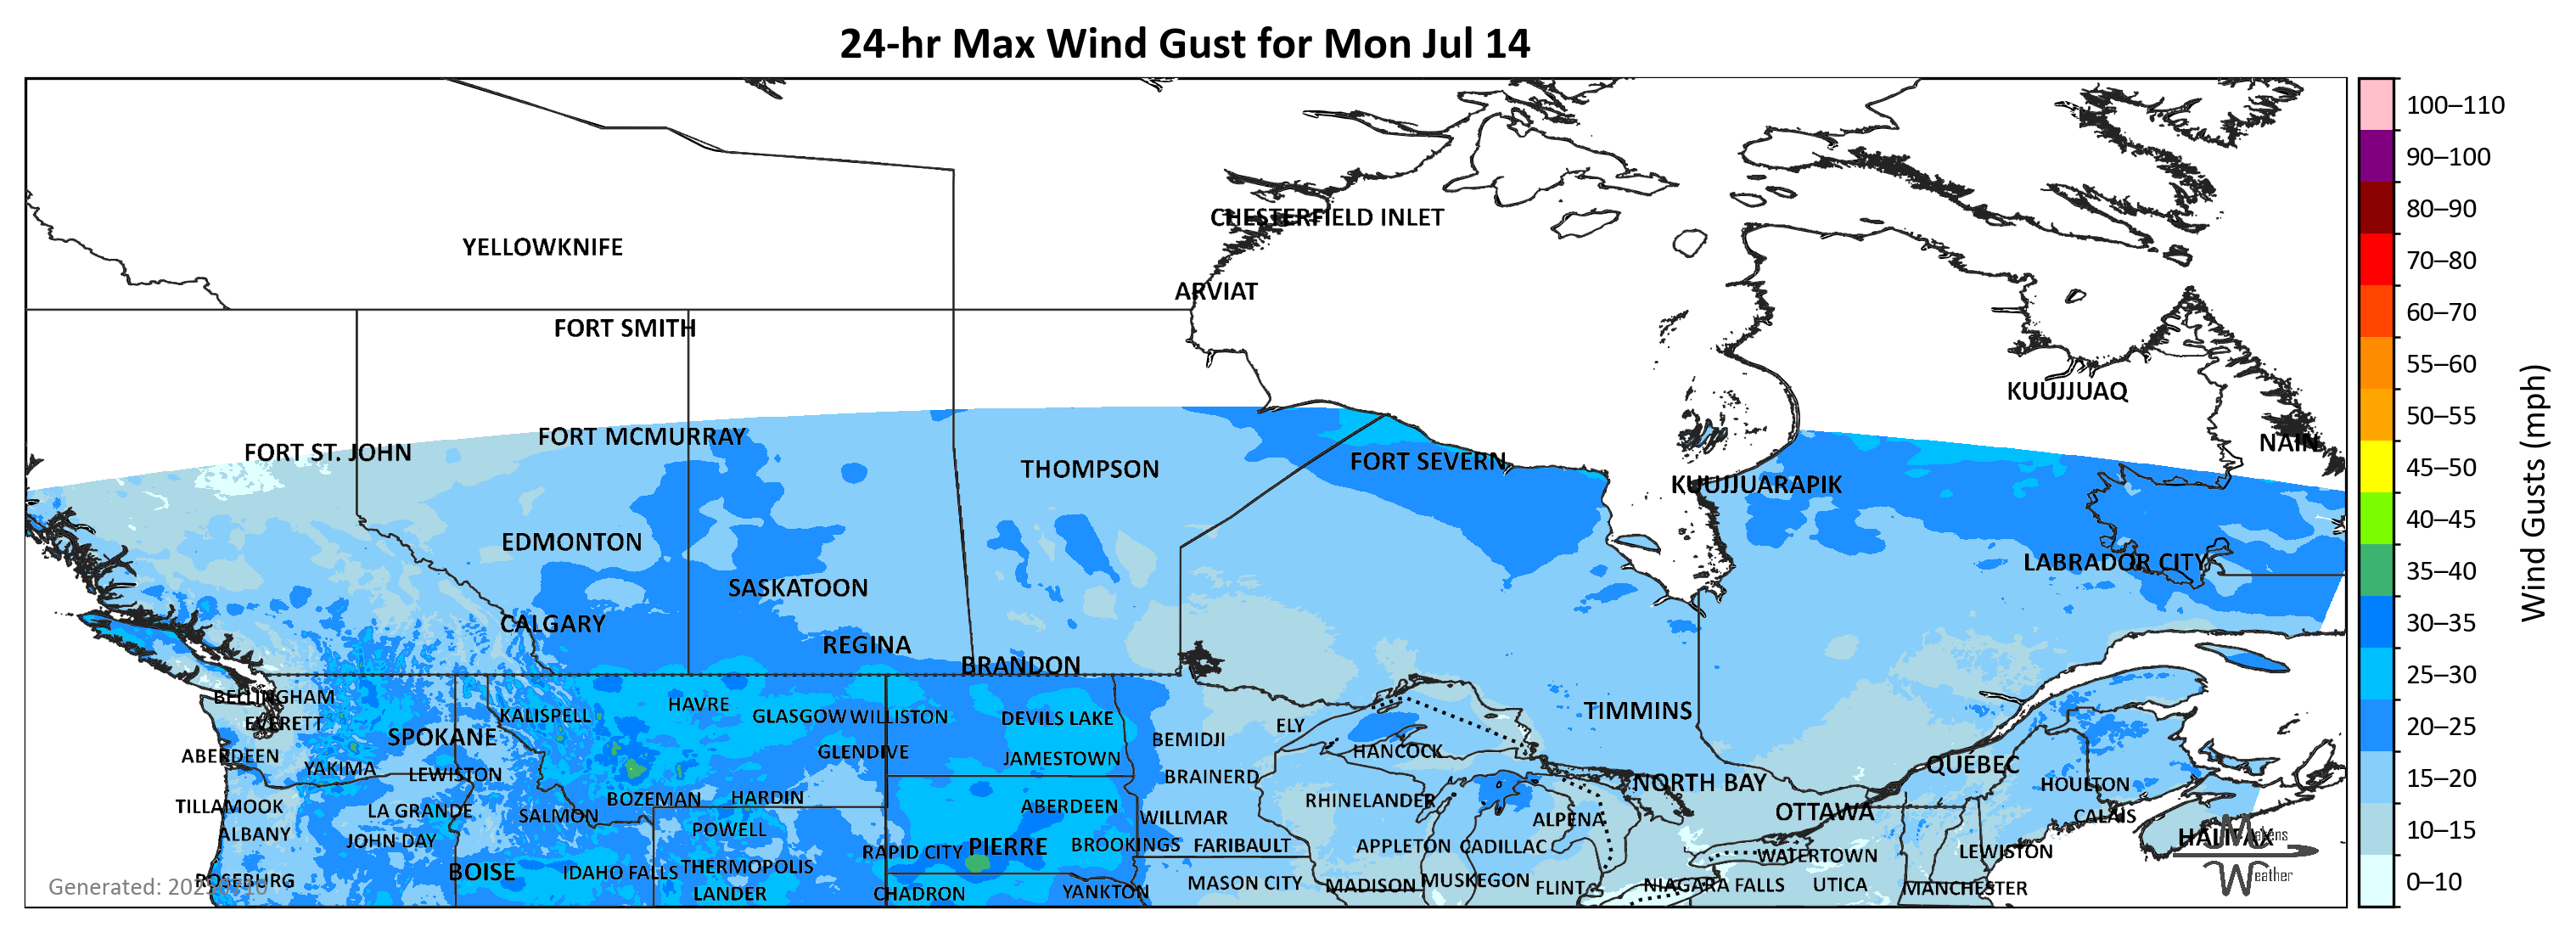 24-hr Max Wind Gust for Mon Jul 14
100–110
90–100
CHESTERFIELD INLET
80–90
YELLOWKNIFE
70–80
ARVIAT
60–70
FORT SMITH
55–60
KUUJJUAQ
50–55
FORT MCMURRAY
NAIN
FORT ST. JOHN
THOMPSON
FORT SEVERN
45–50
KUUJJUARAPIK
40–45
EDMONTON
LABRADOR CITY
35–40
SASKATOON
CALGARY
30–35
REGINA
BRANDON
25–30
Wind Gusts (mph)
BELLINGHAM
HAVRE
KALISPELL
GLASGOW
WILLISTON
DEVILS LAKE
TIMMINS
EVERETT
ELY
20–25
SPOKANE
BEMIDJI
ABERDEEN
GLENDIVE
JAMESTOWN
HANCOCK
QUÉBEC
YAKIMA
LEWISTON
BRAINERD
15–20
NORTH BAY
HOULTON
BOZEMAN
HARDIN
RHINELANDER
TILLAMOOK
LA GRANDE
SALMON
ABERDEEN
WILLMAR
ALPENA
OTTAWA
CALAIS
10–15
ALBANY
JOHN DAY
POWELL
HALIFAX
Makens
RAPID CITY
PIERRE
BROOKINGS
FARIBAULT
APPLETON
CADILLAC
WATERTOWN
LEWISTON
BOISE
IDAHO FALLS
THERMOPOLIS
Weather
ROSEBURG
MASON CITY
MADISON
MUSKEGON
FLINT
NIAGARA FALLS
UTICA
MANCHESTER
0–10
Generated:
LANDER
CHADRON
YANKTON